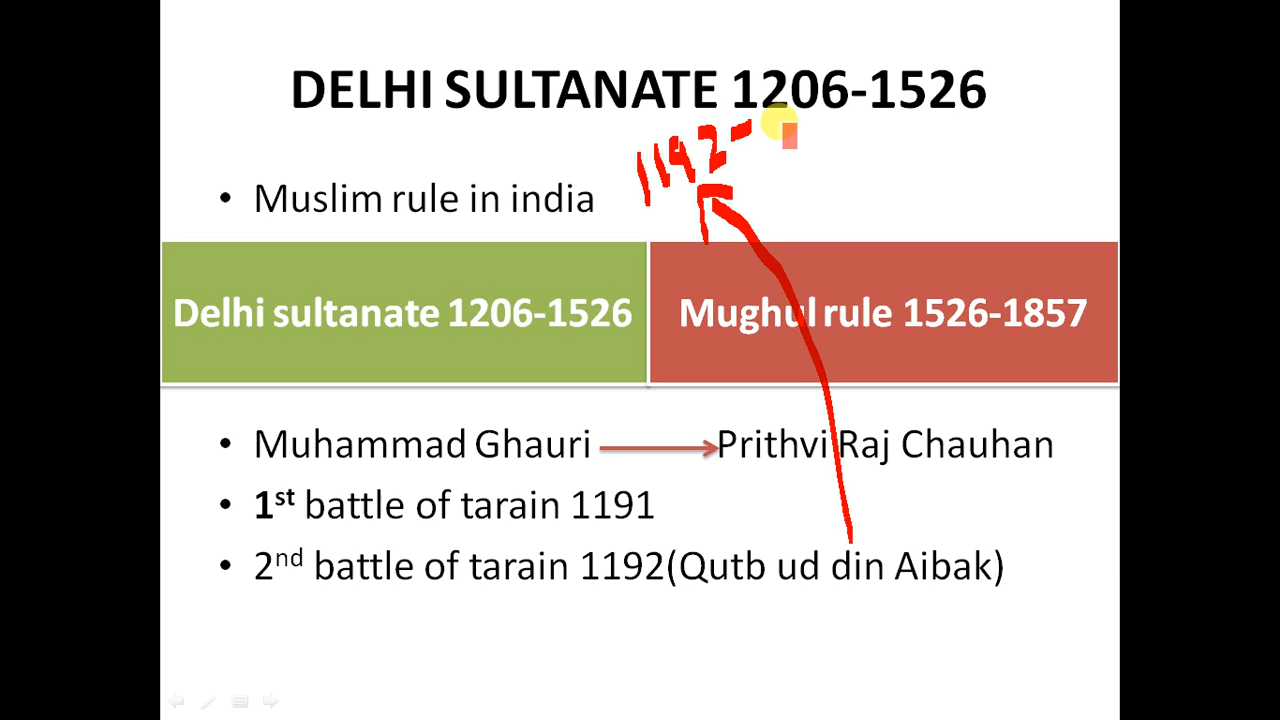 DELHI SULTANATE 1206-1526
1192-
• Muslim rule in india
Delhi sultanate 1206-1526
Mughul rule 1526-1857
• Muhammad Ghauri → Prithvi Raj Chauhan
• 1st battle of tarain 1191
• 2nd battle of tarain 1192(Qutb ud din Aibak)